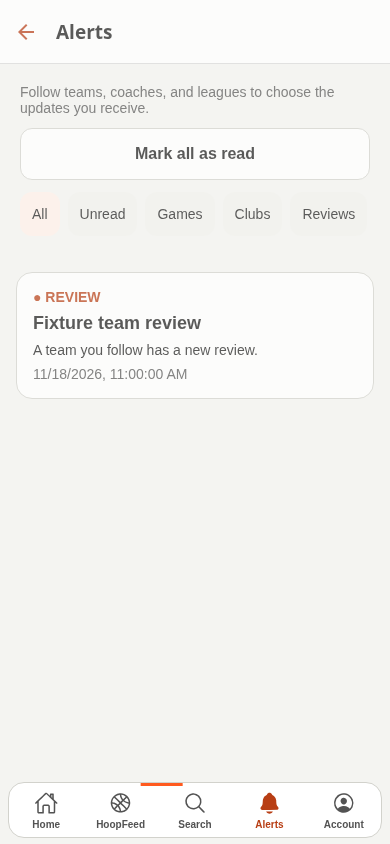 Alerts
Follow teams, coaches, and leagues to choose the
updates you receive.
Mark all as read
All Unread Games Clubs Reviews
● REVIEW
Fixture team review
A team you follow has a new review.
11/18/2026, 11:00:00 AM
Home HoopFeed Search Alerts Account